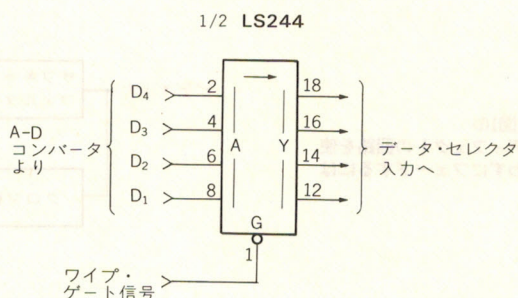 1/2 LS244
A-D
コンバータ
より
D₄ 2 18
D₃ 4 16
D₂ 6 A Y 14
D₁ 8 12
G
1
データ・セレクタ
入力へ
ワイプ・
ゲート信号